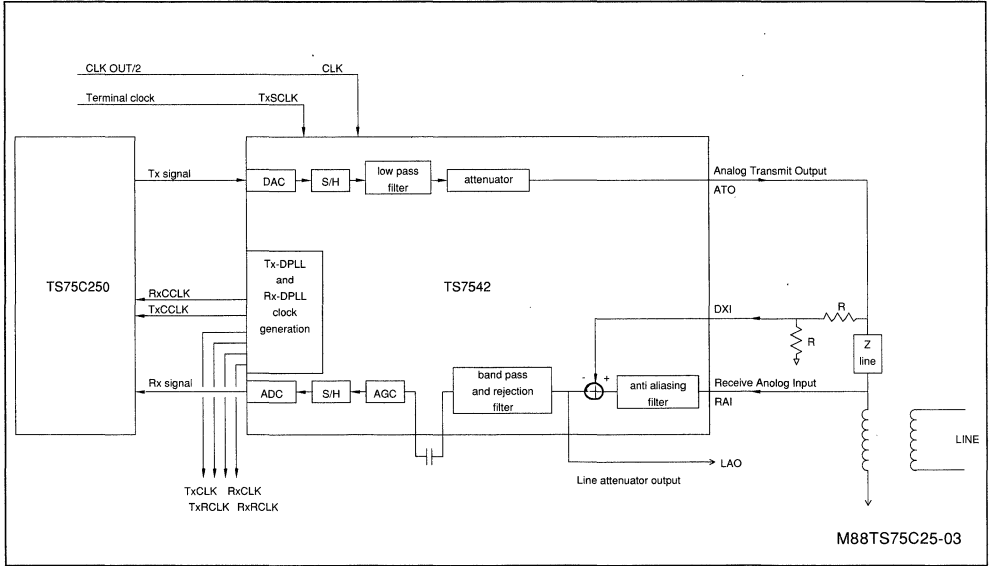 CLK OUT/2
CLK
Terminal clock
TxSCLK
Tx signal
DAC
S/H
low pass
filter
attenuator
Analog Transmit Output
ATO
TS75C250
Tx-DPLL
and
Rx-DPLL
clock
generation
TS7542
RxCCLK
TxCCLK
DXI
R
R
Z
line
Rx signal
ADC
S/H
AGC
band pass
and rejection
filter
- +
anti aliasing
filter
Receive Analog Input
RAI
LINE
LAO
Line attenuator output
TxCLK RxCLK
TxRCLK RxRCLK
M88TS75C25-03